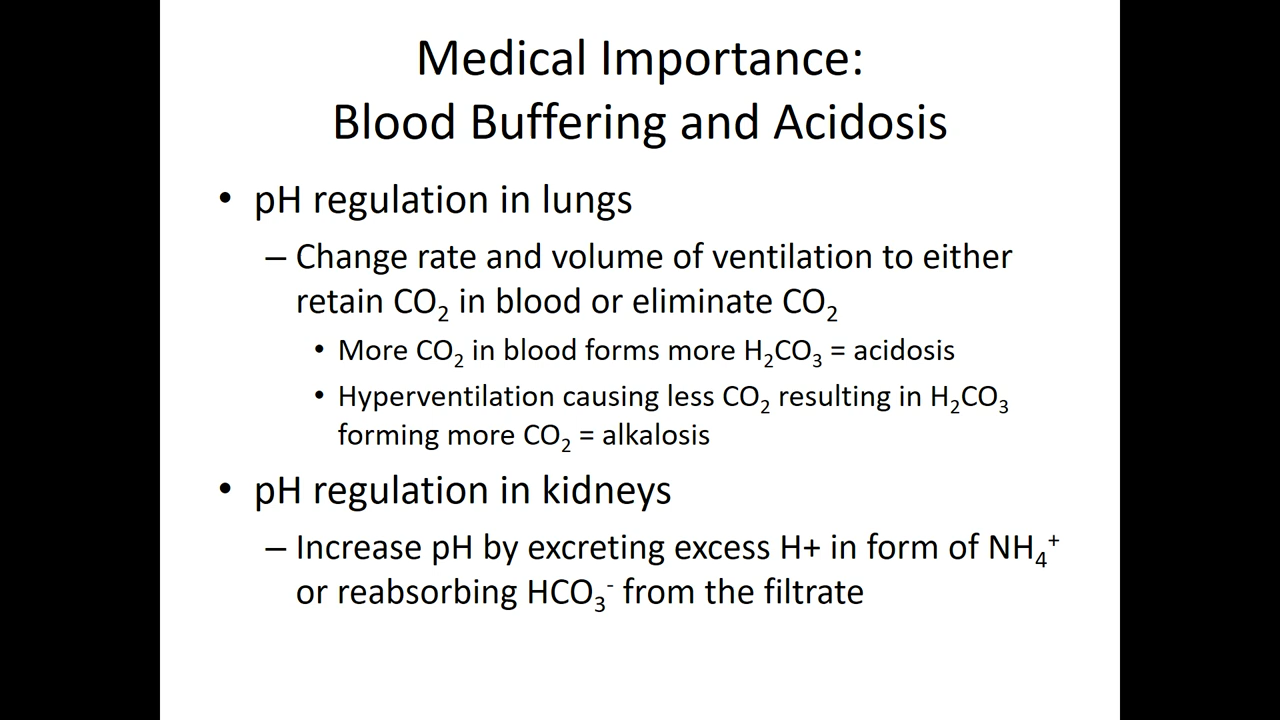 Medical Importance:
Blood Buffering and Acidosis
• pH regulation in lungs
– Change rate and volume of ventilation to either
retain CO₂ in blood or eliminate CO₂
• More CO₂ in blood forms more H₂CO₃ = acidosis
• Hyperventilation causing less CO₂ resulting in H₂CO₃
forming more CO₂ = alkalosis
• pH regulation in kidneys
– Increase pH by excreting excess H+ in form of NH₄⁺
or reabsorbing HCO₃⁻ from the filtrate